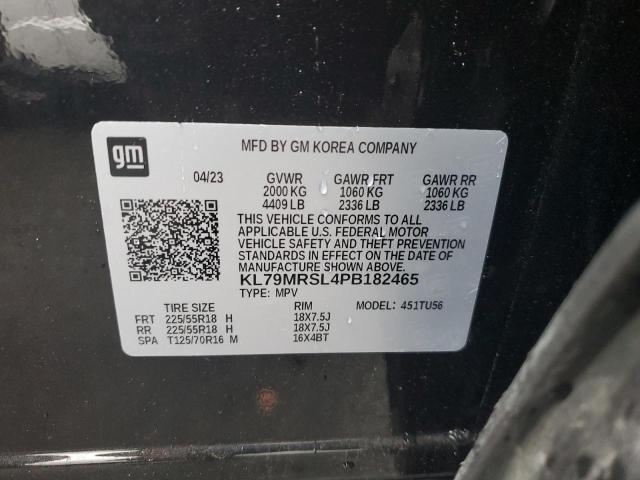 gm
MFD BY GM KOREA COMPANY
04/23 GVWR GAWR FRT GAWR RR
2000 KG 1060 KG 1060 KG
4409 LB 2336 LB 2336 LB
THIS VEHICLE CONFORMS TO ALL
APPLICABLE U.S. FEDERAL MOTOR
VEHICLE SAFETY AND THEFT PREVENTION
STANDARDS IN EFFECT ON THE DATE OF
MANUFACTURE SHOWN ABOVE.
KL79MRSL4PB182465
TYPE: MPV MODEL: 451TU56
TIRE SIZE RIM
FRT 225/55R18 H 18X7.5J
RR 225/55R18 H 18X7.5J
SPA T125/70R16 M 16X4BT